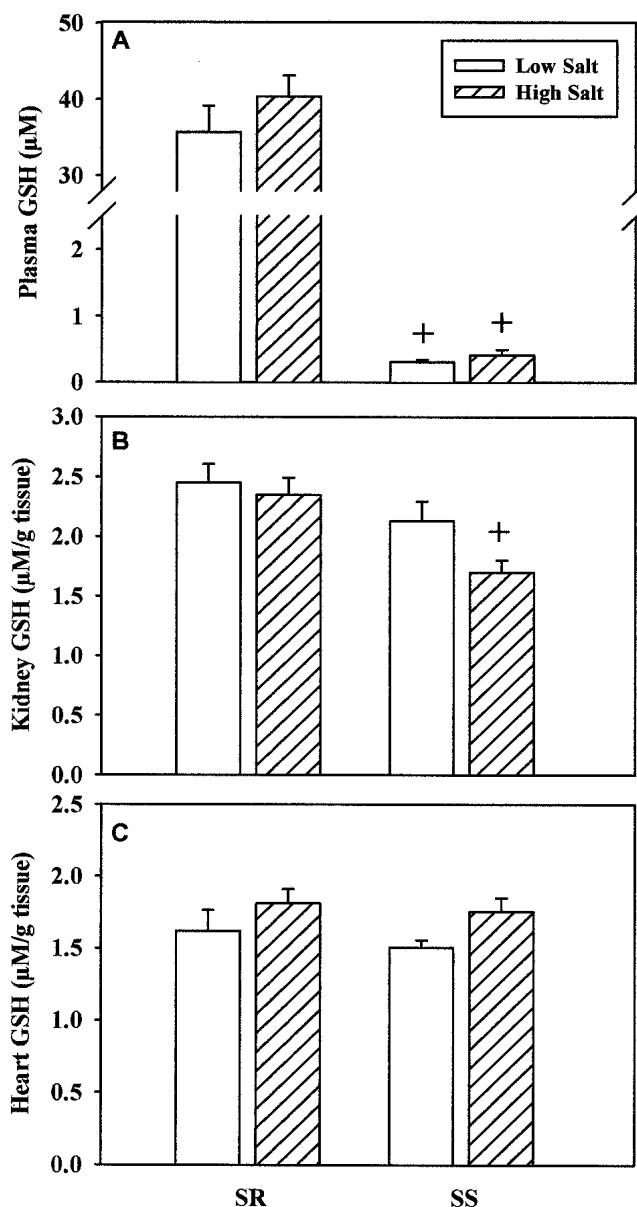 A
Low Salt
High Salt
Plasma GSH (μM)
50
40
30
2
1
0
+ +
B
Kidney GSH (μM/g tissue)
3.0
2.5
2.0
1.5
1.0
0.5
0.0
+
C
Heart GSH (μM/g tissue)
2.5
2.0
1.5
1.0
0.5
0.0
SR SS